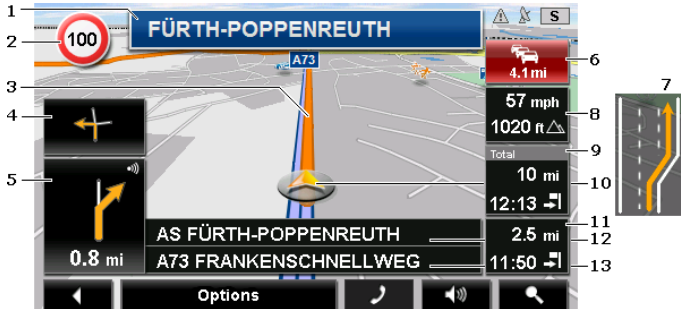 1
FÜRTH-POPPENREUTH
S
2
100
A73
6
4.1 mi
3
7
57 mph
8
1020 ft
4
Total
9
10 mi
10
12:13
5
11
AS FÜRTH-POPPENREUTH
2.5 mi
12
0.8 mi
A73 FRANKENSCHNELLWEG
11:50
13
Options